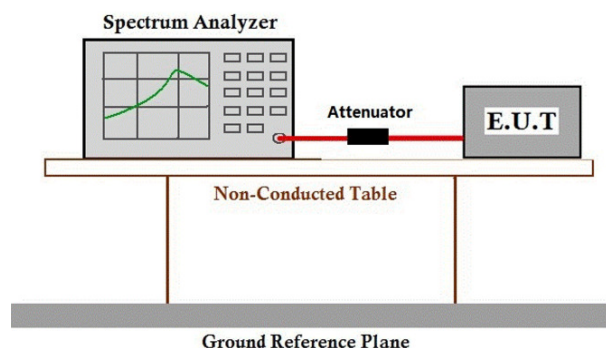 Spectrum Analyzer
Attenuator
E.U.T
Non-Conducted Table
Ground Reference Plane